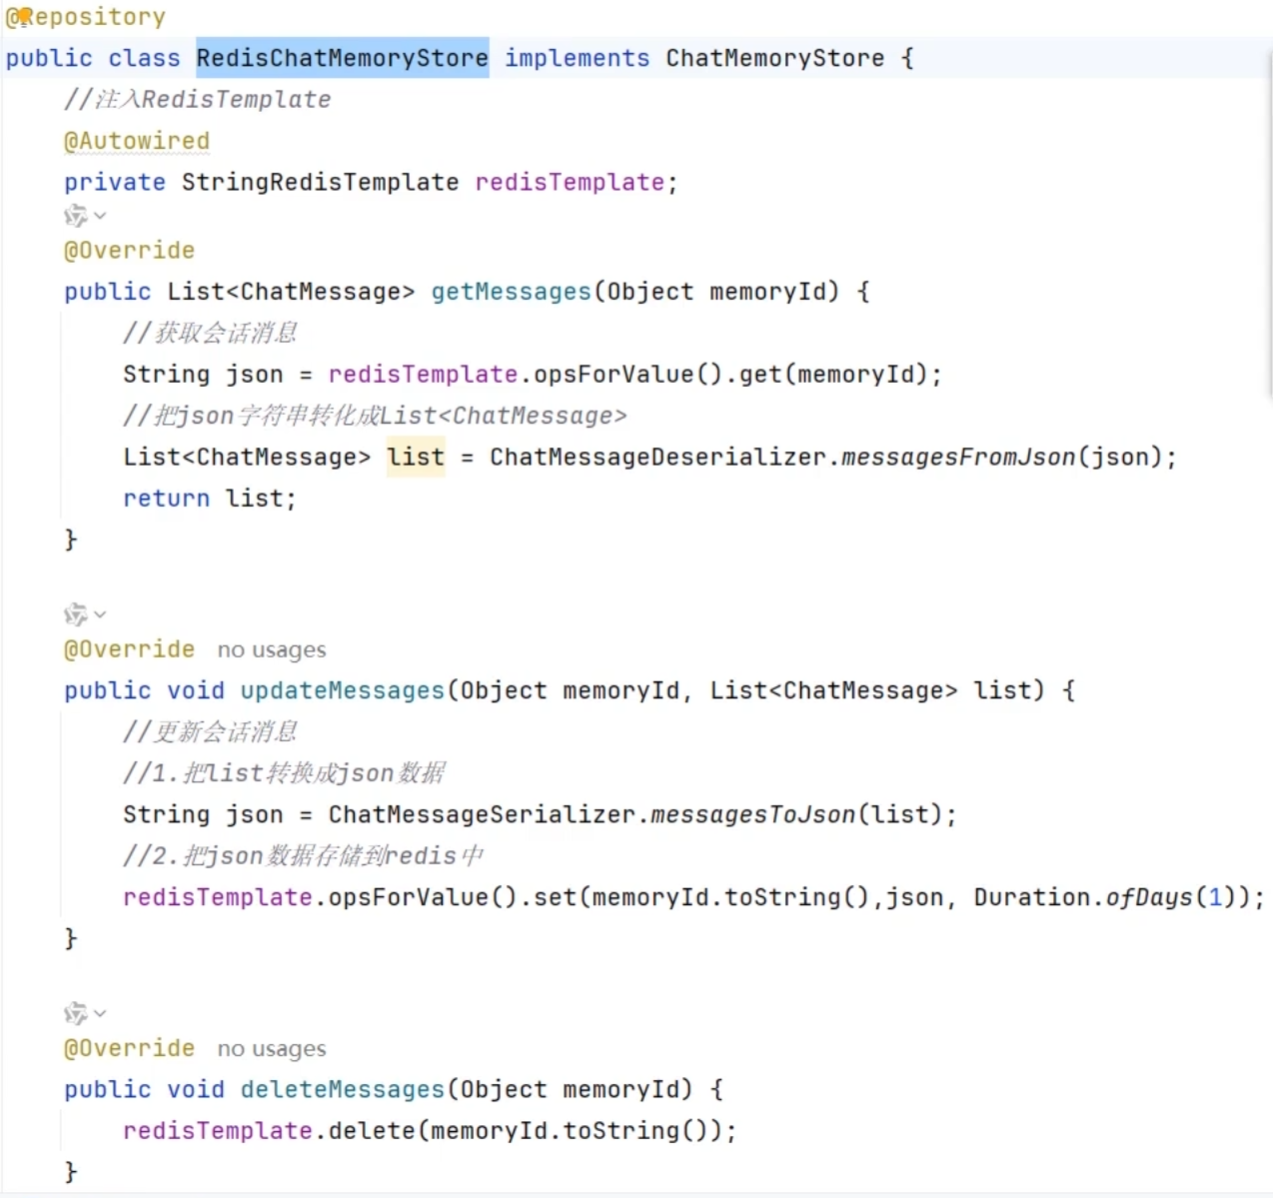 @Repository
public class RedisChatMemoryStore implements ChatMemoryStore {
//注入RedisTemplate
@Autowired
private StringRedisTemplate redisTemplate;
@Override
public List<ChatMessage> getMessages(Object memoryId) {
//获取会话消息
String json = redisTemplate.opsForValue().get(memoryId);
//把json字符串转化成List<ChatMessage>
List<ChatMessage> list = ChatMessageDeserializer.messagesFromJson(json);
return list;
}
@Override no usages
public void updateMessages(Object memoryId, List<ChatMessage> list) {
//更新会话消息
//1.把list转换成json数据
String json = ChatMessageSerializer.messagesToJson(list);
//2.把json数据存储到redis中
redisTemplate.opsForValue().set(memoryId.toString(),json, Duration.ofDays(1));
}
@Override no usages
public void deleteMessages(Object memoryId) {
redisTemplate.delete(memoryId.toString());
}